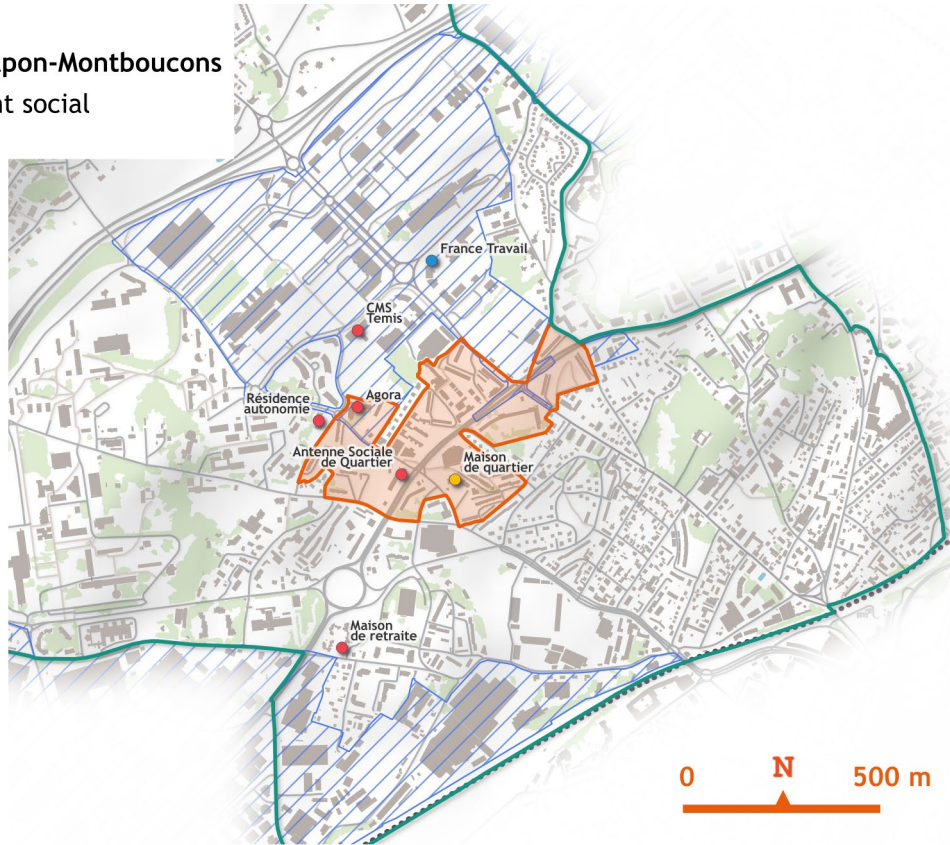 pon-Montboucons
t social
France Travail
CMS
Temis
Résidence
autonomie
Agora
Antenne Sociale
de Quartier
Maison
de quartier
Maison
de retraite
0 N 500 m